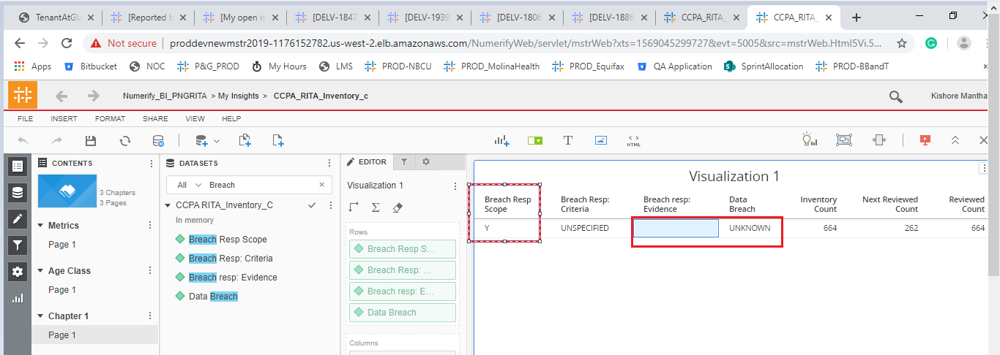 TenantAtGla
[Reported b
[My open is
[DELV-1847
[DELV-1939
[DELV-1806
[DELV-1886
CCPA_RITA_
CCPA_RITA_
Not secure | proddevnewmstr2019-1176152782.us-west-2.elb.amazonaws.com/NumerifyWeb/servlet/mstrWeb?xts=1569045299727&evt=5005&src=mstrWeb.Html5Vi.5...
Apps Bitbucket NOC P&G_PROD My Hours LMS PROD-NBCU PROD_MolinaHealth PROD_Equifax QA Application SprintAllocation PROD-BBandT
Numerify_BI_PNGRITA > My Insights > CCPA_RITA_Inventory_c
Kishore Mantha
FILE INSERT FORMAT SHARE VIEW HELP
HTML
CONTENTS
3 Chapters
3 Pages
Metrics
Page 1
Age Class
Page 1
Chapter 1
Page 1
DATASETS
All Breach
CCPA RITA_Inventory_C
In memory
Breach Resp Scope
Breach Resp: Criteria
Breach resp: Evidence
Data Breach
EDITOR
Visualization 1
Rows
Breach Resp S...
Breach Resp: ...
Breach resp: E...
Data Breach
Columns
Visualization 1
Breach Resp Scope
Breach Resp: Criteria
Breach resp: Evidence
Data Breach
Inventory Count
Next Reviewed Count
Reviewed Count
Y UNSPECIFIED UNKNOWN 664 262 664